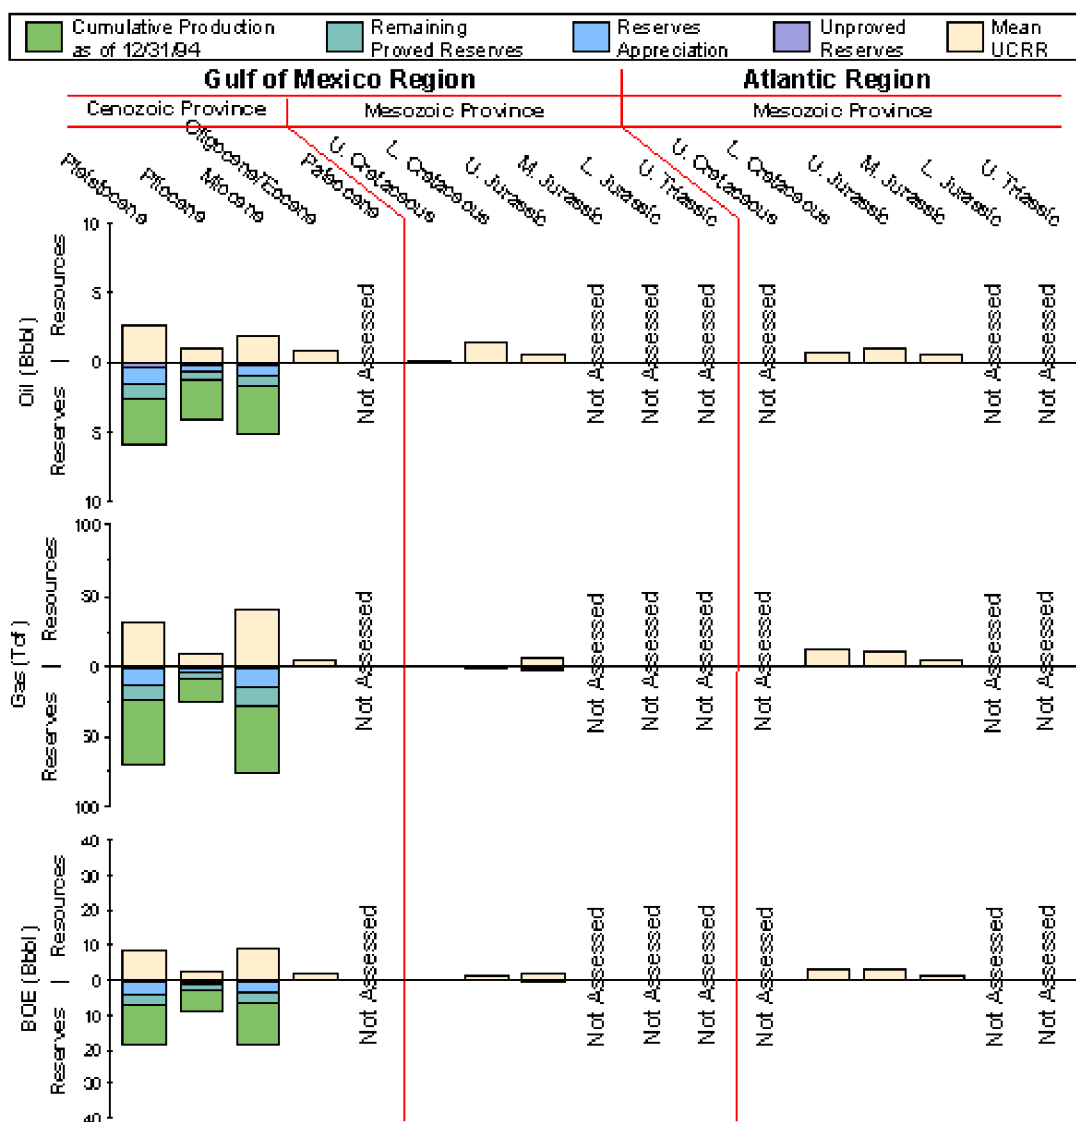 Cumulative Production as of 12/31/94
Remaining Proved Reserves
Reserves Appreciation
Unproved Reserves
Mean UCRR
Gulf of Mexico Region
Atlantic Region
Cenozoic Province
Mesozoic Province
Mesozoic Province
Pleistocene
Pliocene
Miocene
Oligocene/Eocene
Paleocene
U. Cretaceous
L. Cretaceous
U. Jurassic
M. Jurassic
L. Jurassic
U. Triassic
U. Cretaceous
L. Cretaceous
U. Jurassic
M. Jurassic
L. Jurassic
U. Triassic
Oil (Bbbl)
Reserves | Resources
10
5
0
5
10
Not Assessed
Not Assessed
Not Assessed
Not Assessed
Not Assessed
Not Assessed
Not Assessed
Gas (Tcf)
Reserves | Resources
100
50
0
50
100
Not Assessed
Not Assessed
Not Assessed
Not Assessed
Not Assessed
Not Assessed
Not Assessed
BOE (Bbbl)
Reserves | Resources
40
30
20
10
0
10
20
30
40
Not Assessed
Not Assessed
Not Assessed
Not Assessed
Not Assessed
Not Assessed
Not Assessed